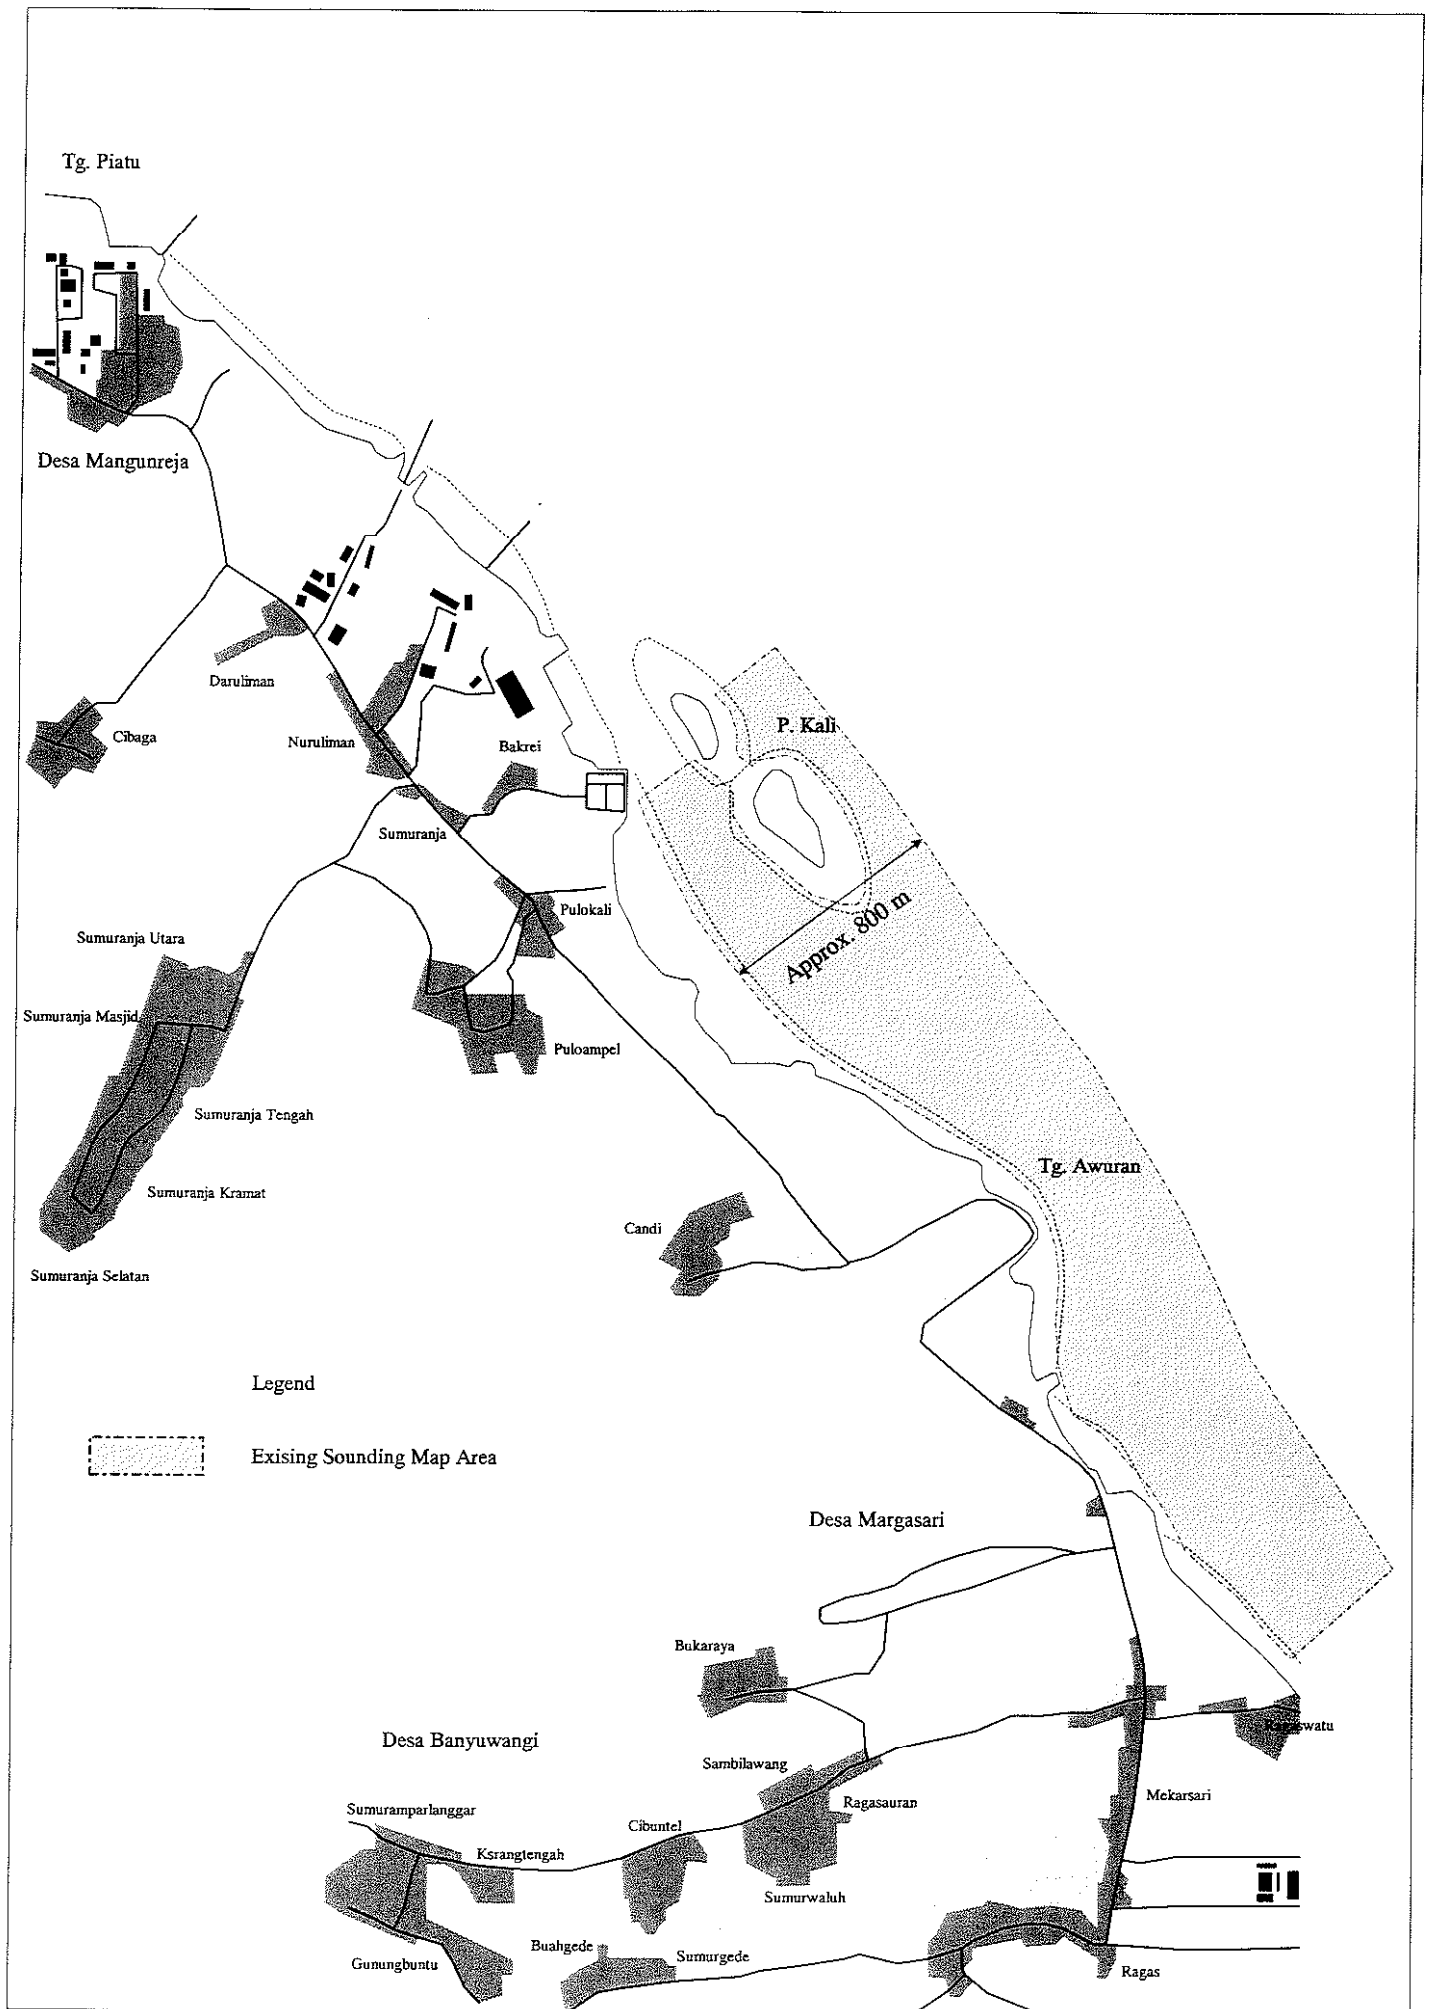 Tg. Piatu
Desa Mangunreja
Daruliman
Cibaga
Nuruliman
Bakrei
P. Kali
Sumuranja
Approx. 800 m
Pulokali
Sumuranja Utara
Sumuranja Masjid
Puloampel
Sumuranja Tengah
Tg. Awuran
Sumuranja Kramat
Candi
Sumuranja Selatan
Legend
Exising Sounding Map Area
Desa Margasari
Bukaraya
Ragaswatu
Desa Banyuwangi
Sambilawang
Mekarsari
Ragasauran
Sumuramparlanggar
Cibuntel
Ksrangtengah
Sumurwaluh
Buahgede
Sumurgede
Gunungbuntu
Ragas